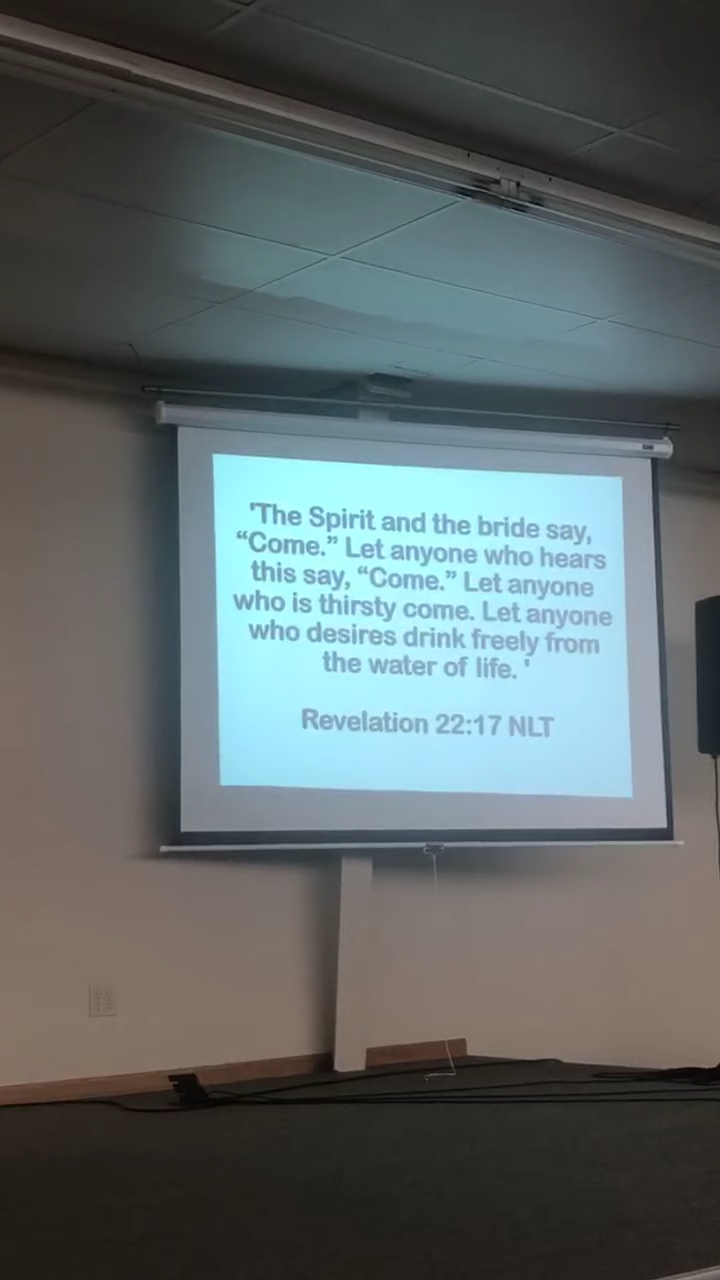 'The Spirit and the bride say,
“Come.” Let anyone who hears
this say, “Come.” Let anyone
who is thirsty come. Let anyone
who desires drink freely from
the water of life. '
Revelation 22:17 NLT